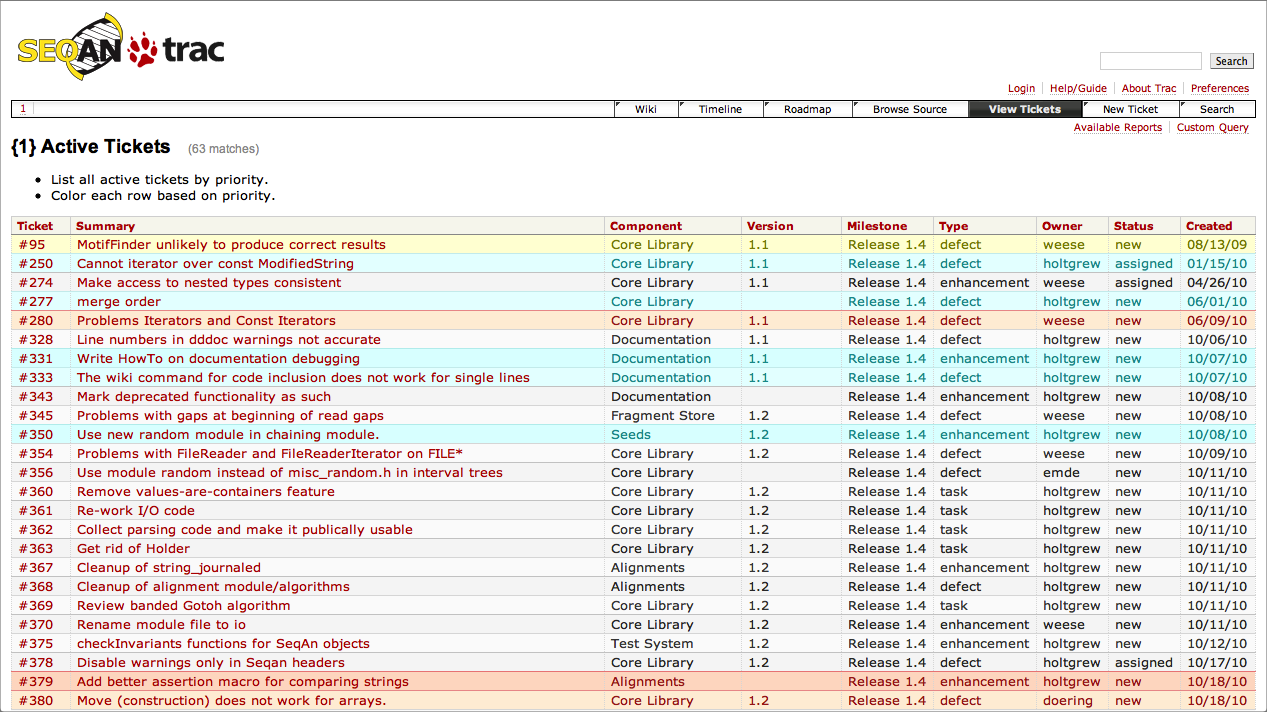 SEQAN trac
Search
Login Help/Guide About Trac Preferences
1 Wiki Timeline Roadmap Browse Source View Tickets New Ticket Search
Available Reports Custom Query
{1} Active Tickets (63 matches)
• List all active tickets by priority.
• Color each row based on priority.
Ticket Summary Component Version Milestone Type Owner Status Created
#95 MotifFinder unlikely to produce correct results Core Library 1.1 Release 1.4 defect weese new 08/13/09
#250 Cannot iterator over const ModifiedString Core Library 1.1 Release 1.4 defect holtgrew assigned 01/15/10
#274 Make access to nested types consistent Core Library 1.1 Release 1.4 enhancement weese assigned 04/26/10
#277 merge order Core Library Release 1.4 defect holtgrew new 06/01/10
#280 Problems Iterators and Const Iterators Core Library 1.1 Release 1.4 defect weese new 06/09/10
#328 Line numbers in dddoc warnings not accurate Documentation 1.1 Release 1.4 defect holtgrew new 10/06/10
#331 Write HowTo on documentation debugging Documentation 1.1 Release 1.4 enhancement holtgrew new 10/07/10
#333 The wiki command for code inclusion does not work for single lines Documentation 1.1 Release 1.4 defect holtgrew new 10/07/10
#343 Mark deprecated functionality as such Documentation Release 1.4 enhancement holtgrew new 10/08/10
#345 Problems with gaps at beginning of read gaps Fragment Store 1.2 Release 1.4 defect weese new 10/08/10
#350 Use new random module in chaining module. Seeds 1.2 Release 1.4 enhancement holtgrew new 10/08/10
#354 Problems with FileReader and FileReaderIterator on FILE* Core Library 1.2 Release 1.4 defect weese new 10/09/10
#356 Use module random instead of misc_random.h in interval trees Core Library Release 1.4 defect emde new 10/11/10
#360 Remove values-are-containers feature Core Library 1.2 Release 1.4 task holtgrew new 10/11/10
#361 Re-work I/O code Core Library 1.2 Release 1.4 task holtgrew new 10/11/10
#362 Collect parsing code and make it publically usable Core Library 1.2 Release 1.4 task holtgrew new 10/11/10
#363 Get rid of Holder Core Library 1.2 Release 1.4 task holtgrew new 10/11/10
#367 Cleanup of string_journaled Alignments 1.2 Release 1.4 enhancement holtgrew new 10/11/10
#368 Cleanup of alignment module/algorithms Alignments 1.2 Release 1.4 defect holtgrew new 10/11/10
#369 Review banded Gotoh algorithm Core Library 1.2 Release 1.4 task holtgrew new 10/11/10
#370 Rename module file to io Core Library 1.2 Release 1.4 enhancement weese new 10/11/10
#375 checkInvariants functions for SeqAn objects Test System 1.2 Release 1.4 enhancement holtgrew new 10/12/10
#378 Disable warnings only in Seqan headers Core Library 1.2 Release 1.4 defect holtgrew assigned 10/17/10
#379 Add better assertion macro for comparing strings Alignments Release 1.4 enhancement holtgrew new 10/18/10
#380 Move (construction) does not work for arrays. Core Library 1.2 Release 1.4 defect doering new 10/18/10